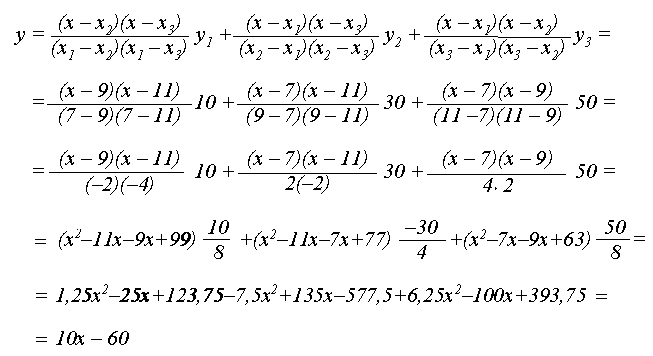 y = (x – x₂)(x – x₃) / (x₁ – x₂)(x₁ – x₃) y₁ + (x – x₁)(x – x₃) / (x₂ – x₁)(x₂ – x₃) y₂ + (x – x₁)(x – x₂) / (x₃ – x₁)(x₃ – x₂) y₃ =
= (x – 9)(x – 11) / (7 – 9)(7 – 11) 10 + (x – 7)(x – 11) / (9 – 7)(9 – 11) 30 + (x – 7)(x – 9) / (11 –7)(11 – 9) 50 =
= (x – 9)(x – 11) / (–2)(–4) 10 + (x – 7)(x – 11) / 2(–2) 30 + (x – 7)(x – 9) / 4 · 2 50 =
= (x²–11x–9x+99) 10/8 +(x²–11x–7x+77) –30/4 +(x²–7x–9x+63) 50/8 =
= 1,25x²–25x+123,75–7,5x²+135x–577,5+6,25x²–100x+393,75 =
= 10x – 60